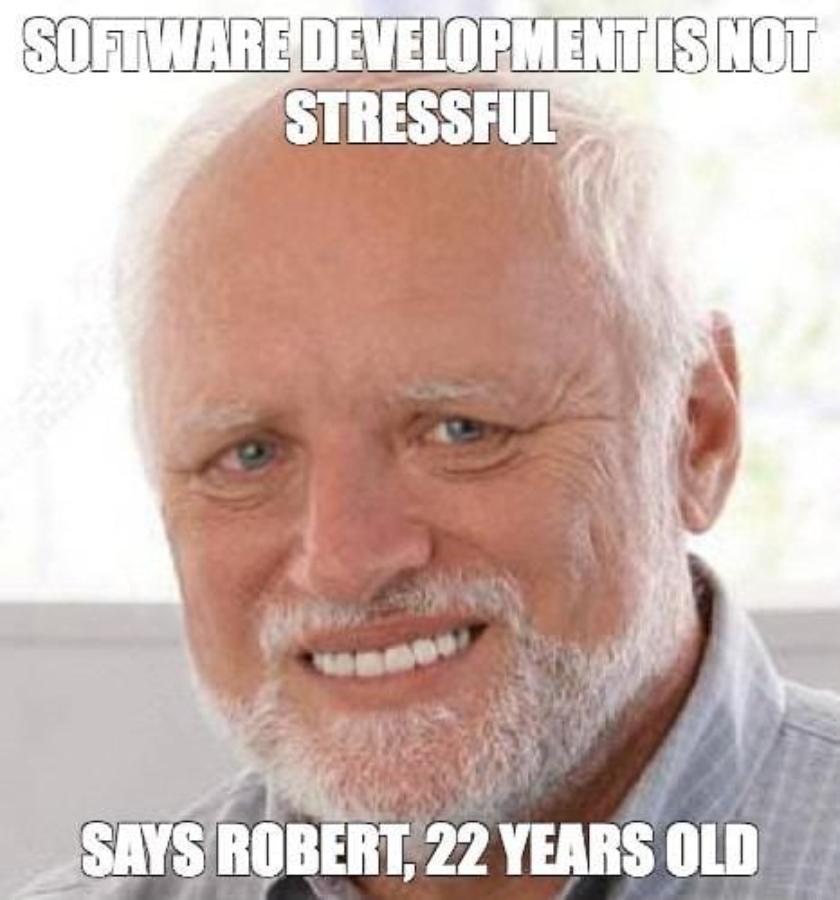 SOFTWARE DEVELOPMENT IS NOT
STRESSFUL
SAYS ROBERT, 22 YEARS OLD